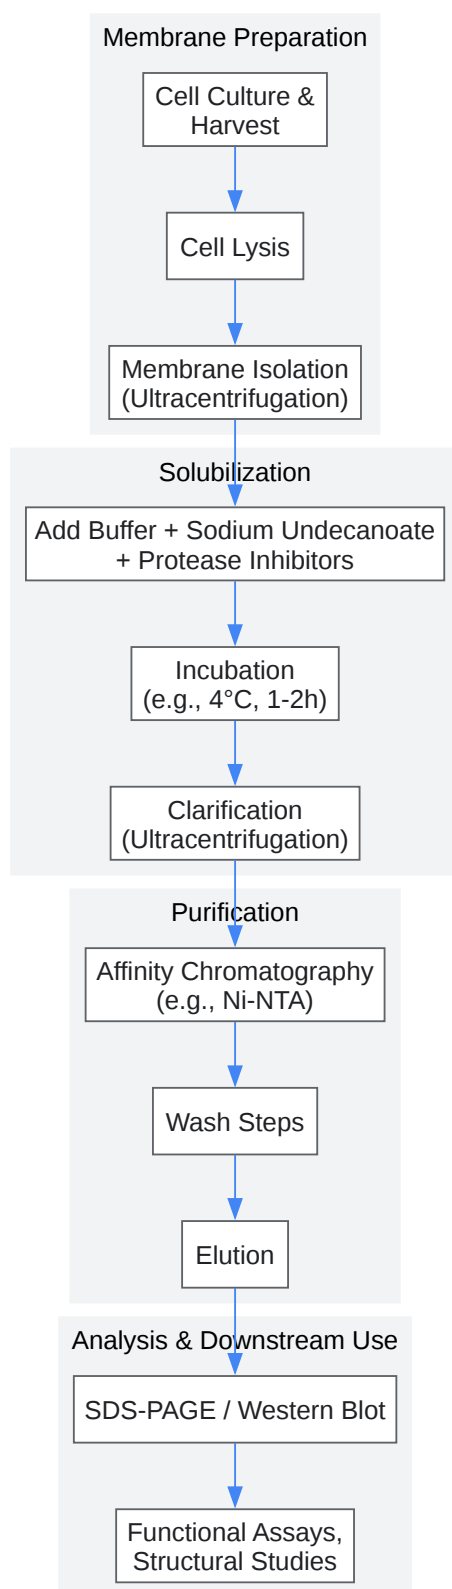 Membrane Preparation
Cell Culture &
Harvest
Cell Lysis
Membrane Isolation
(Ultracentrifugation)
Solubilization
Add Buffer + Sodium Undecanoate
+ Protease Inhibitors
Incubation
(e.g., 4°C, 1-2h)
Clarification
(Ultracentrifugation)
Purification
Affinity Chromatography
(e.g., Ni-NTA)
Wash Steps
Elution
Analysis & Downstream Use
SDS-PAGE / Western Blot
Functional Assays,
Structural Studies